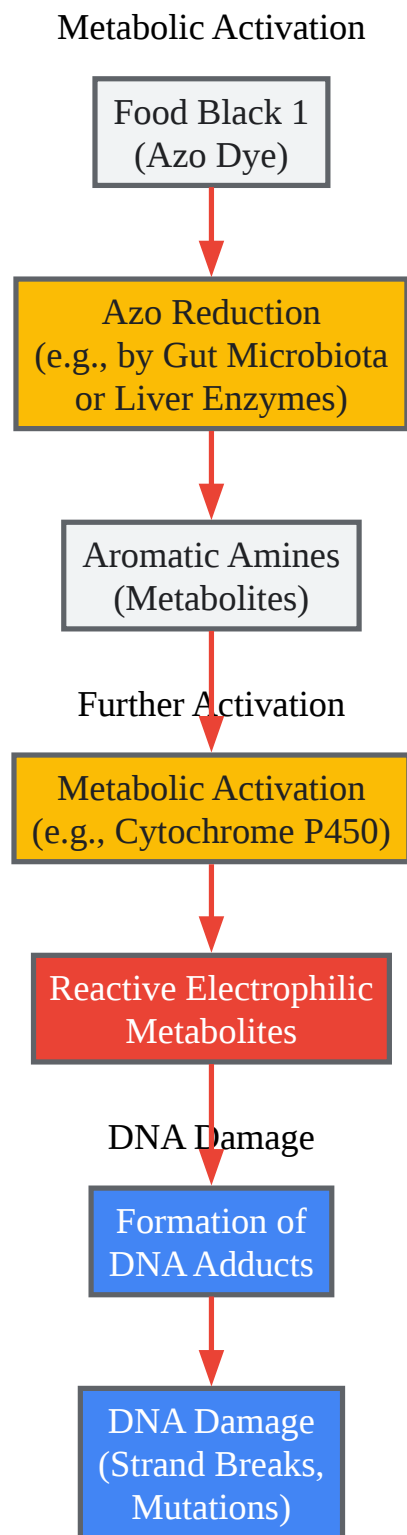 Metabolic Activation
Food Black 1
(Azo Dye)
Azo Reduction
(e.g., by Gut Microbiota
or Liver Enzymes)
Aromatic Amines
(Metabolites)
Further Activation
Metabolic Activation
(e.g., Cytochrome P450)
Reactive Electrophilic
Metabolites
DNA Damage
Formation of
DNA Adducts
DNA Damage
(Strand Breaks,
Mutations)